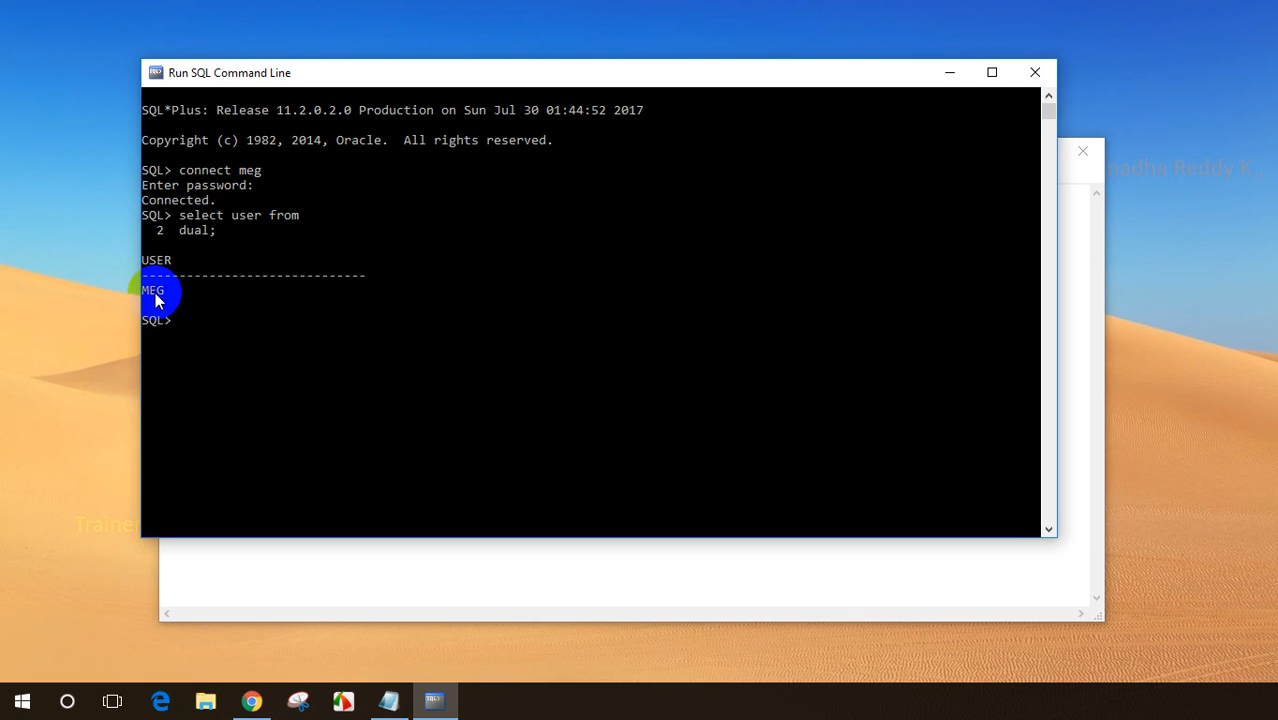 Run SQL Command Line
SQL*Plus: Release 11.2.0.2.0 Production on Sun Jul 30 01:44:52 2017
Copyright (c) 1982, 2014, Oracle.  All rights reserved.
SQL> connect meg
Enter password:
Connected.
SQL> select user from
  2  dual;
USER
------------------------------
MEG
SQL>
Reddy K..
Trainer